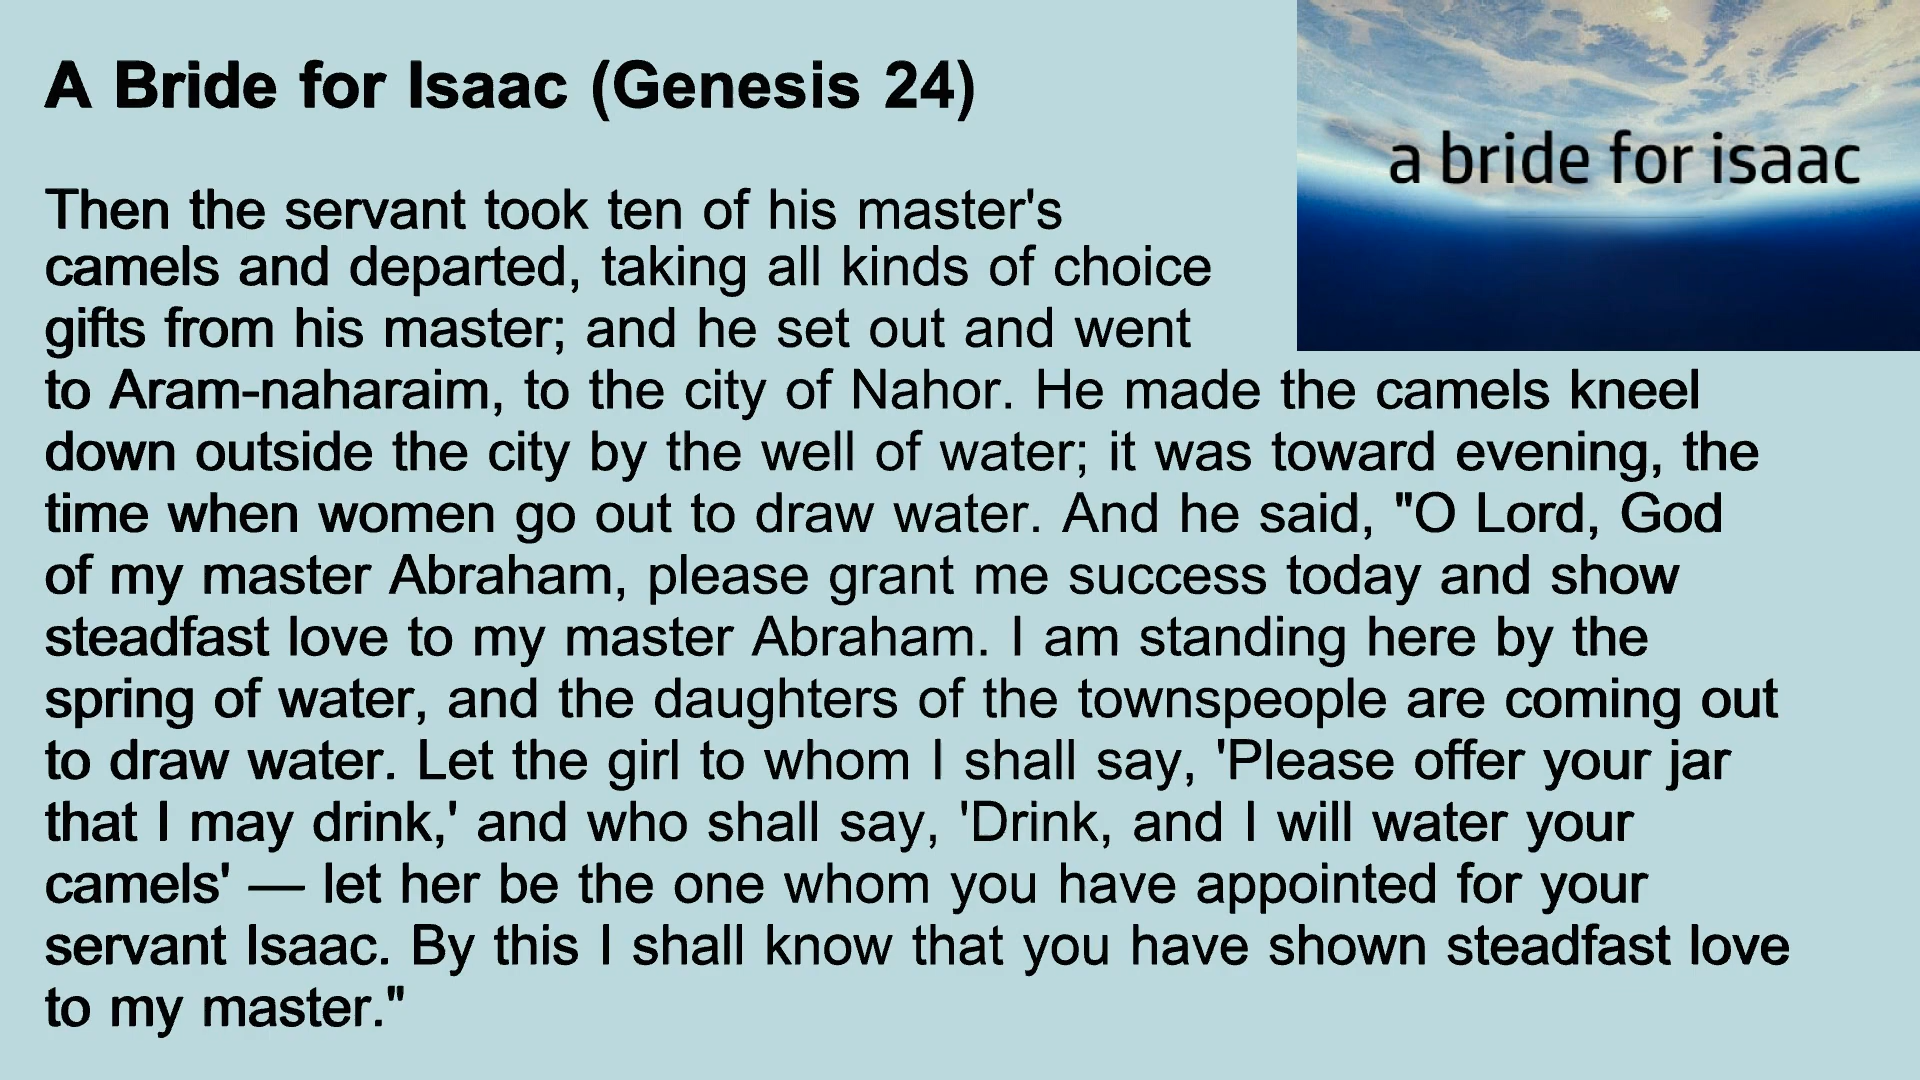 A Bride for Isaac (Genesis 24)
a bride for isaac
Then the servant took ten of his master's
camels and departed, taking all kinds of choice
gifts from his master; and he set out and went
to Aram-naharaim, to the city of Nahor. He made the camels kneel
down outside the city by the well of water; it was toward evening, the
time when women go out to draw water. And he said, "O Lord, God
of my master Abraham, please grant me success today and show
steadfast love to my master Abraham. I am standing here by the
spring of water, and the daughters of the townspeople are coming out
to draw water. Let the girl to whom I shall say, 'Please offer your jar
that I may drink,' and who shall say, 'Drink, and I will water your
camels' — let her be the one whom you have appointed for your
servant Isaac. By this I shall know that you have shown steadfast love
to my master."